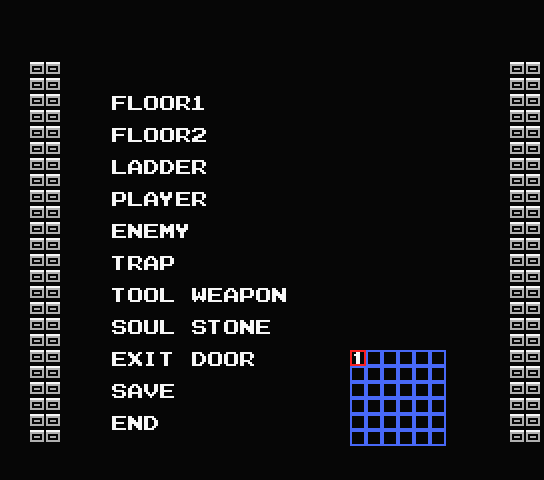 FLOOR1
FLOOR2
LADDER
PLAYER
ENEMY
TRAP
TOOL WEAPON
SOUL STONE
EXIT DOOR
1
SAVE
END